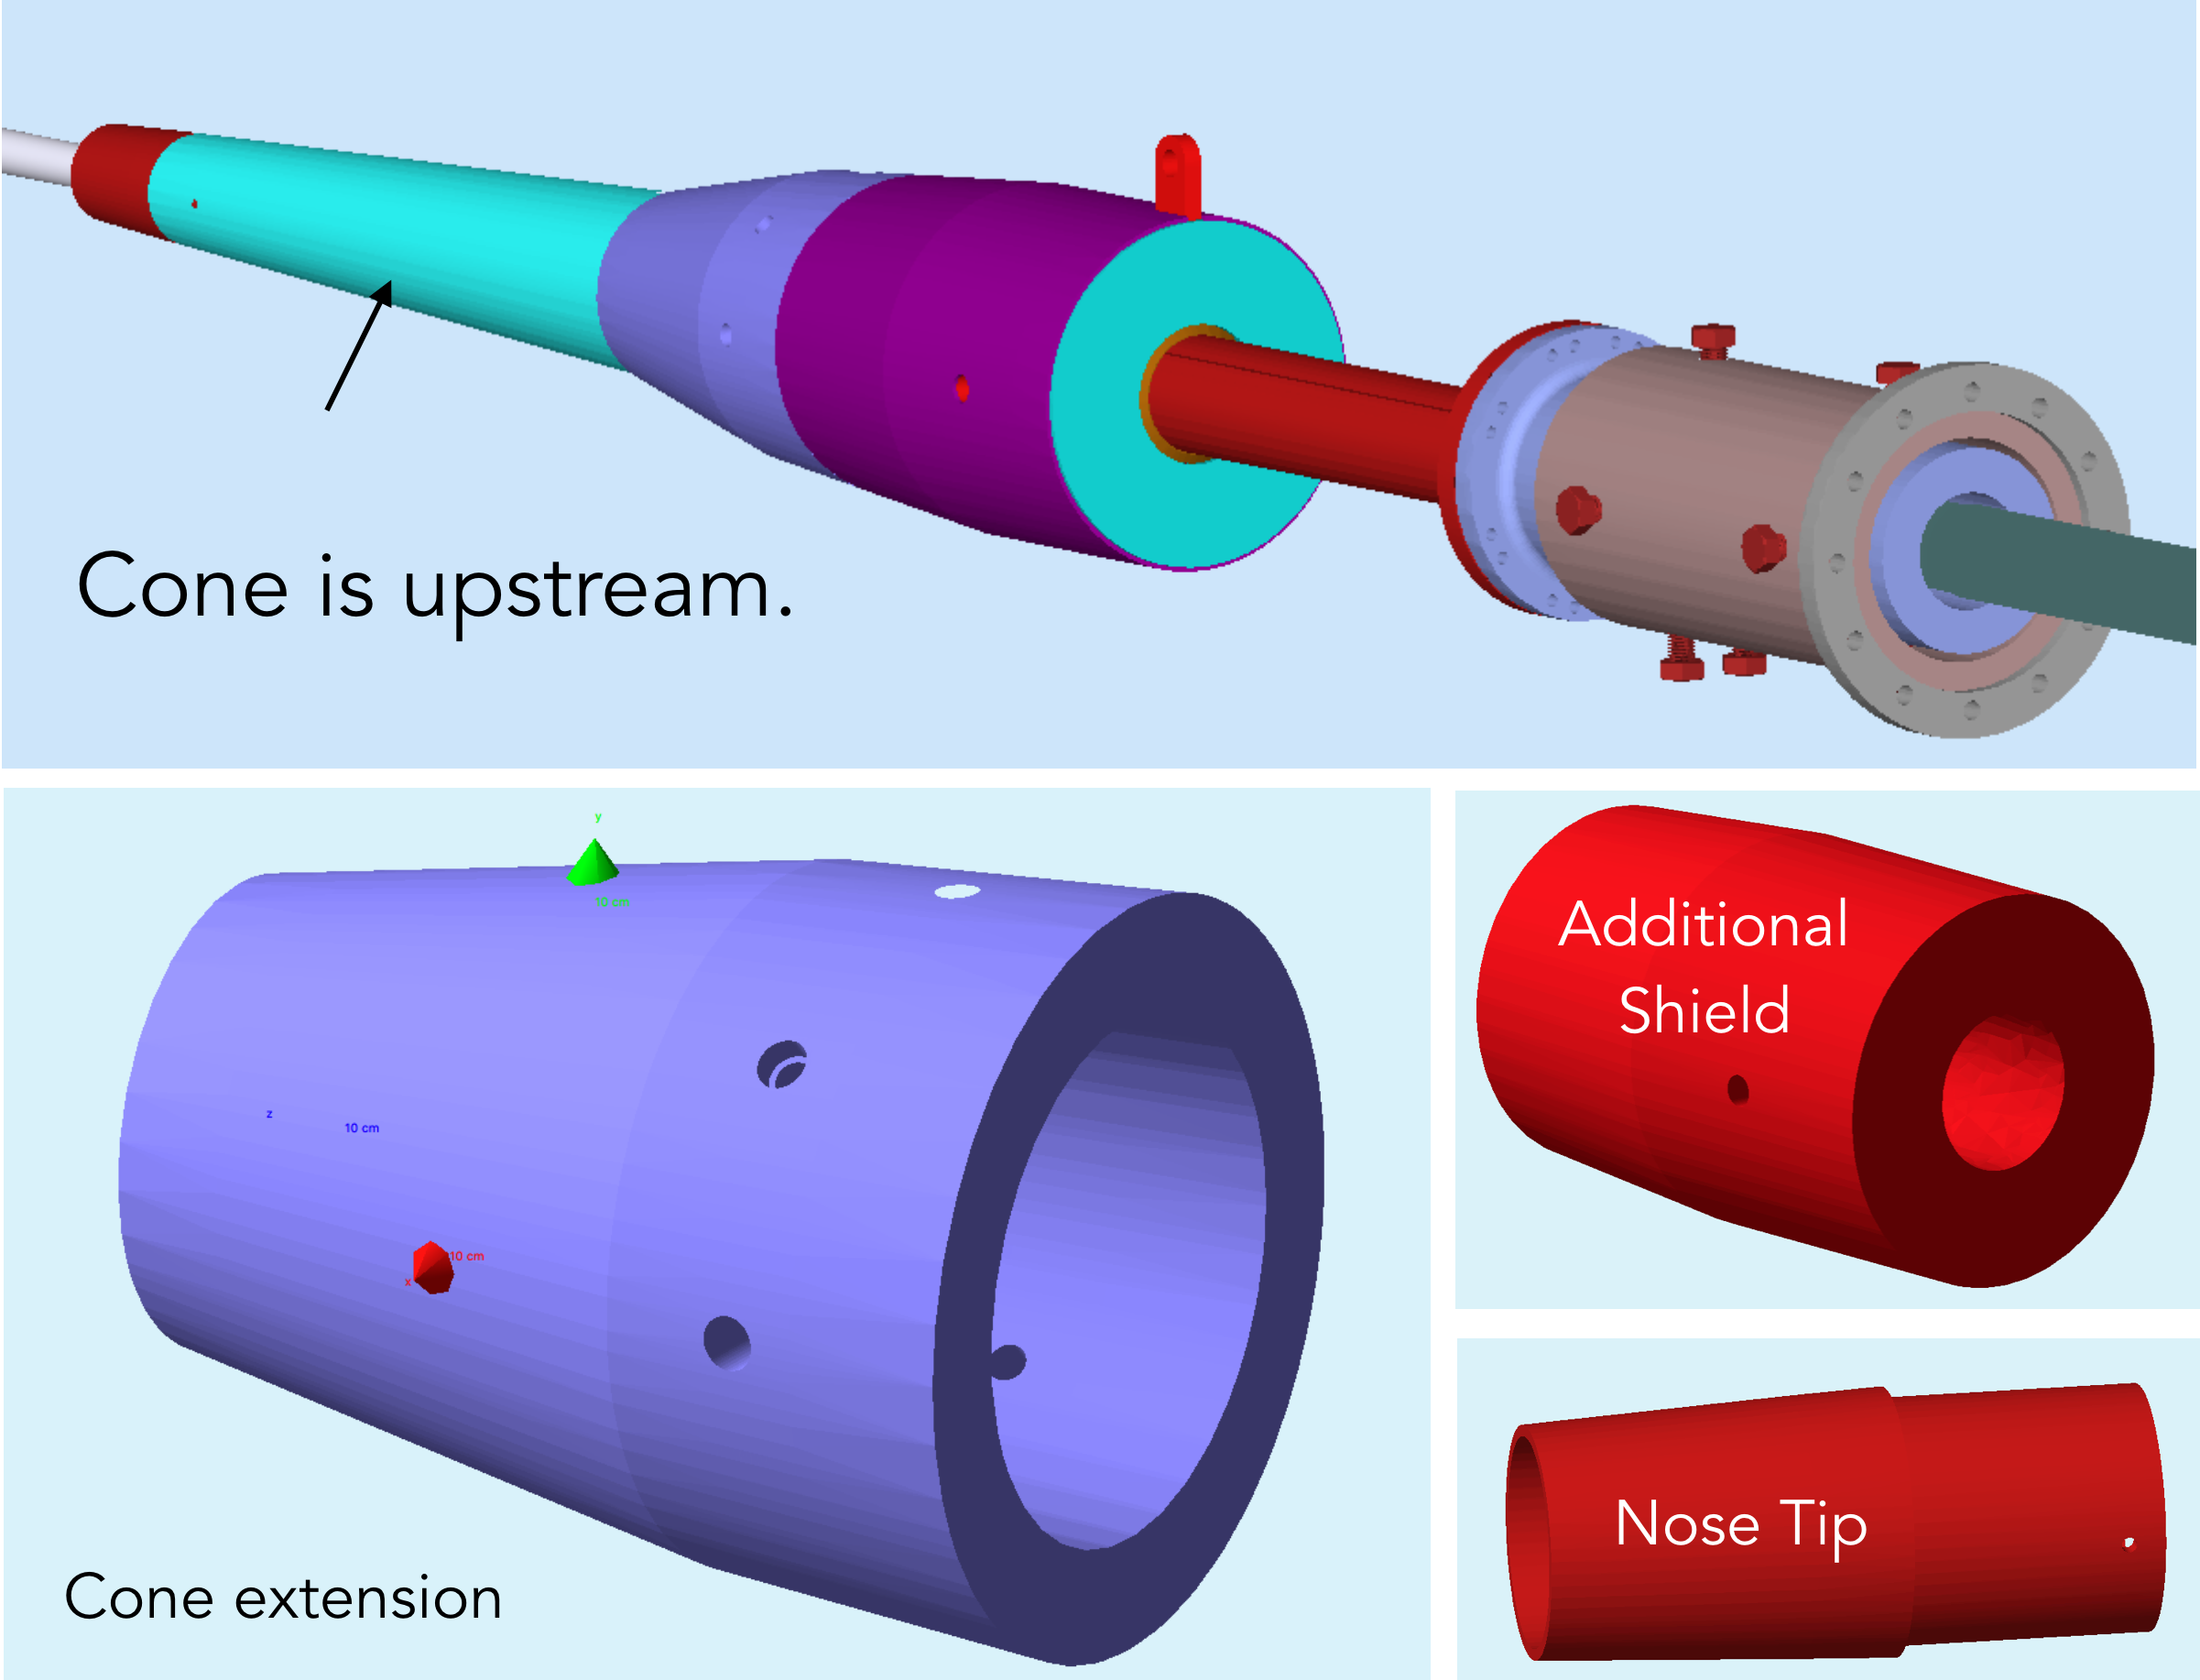 Cone is upstream.
y
10 cm
z
10 cm
10 cm
x
Cone extension
Additional
Shield
Nose Tip